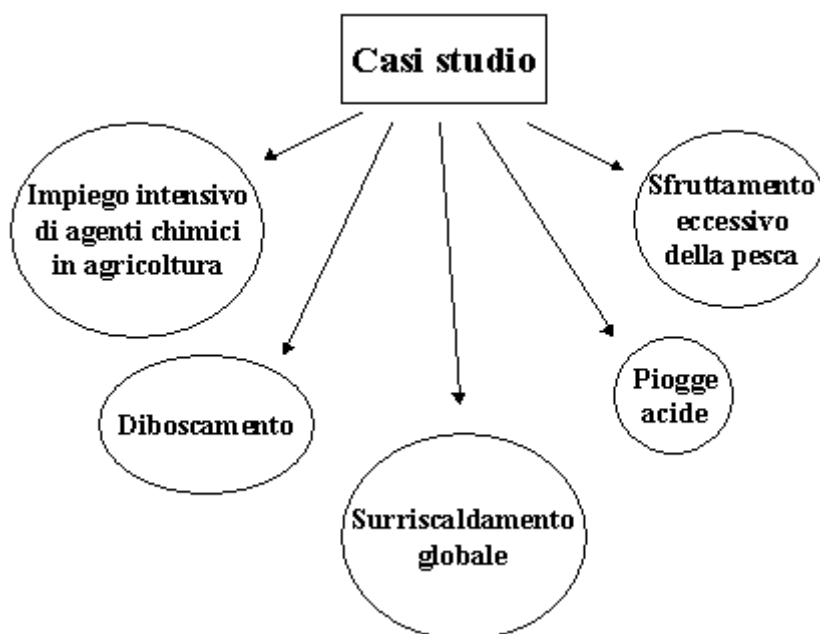 Casi studio
Impiego intensivo
di agenti chimici
in agricoltura
Sfruttamento
eccessivo
della pesca
Diboscamento
Piogge
acide
Surriscaldamento
globale